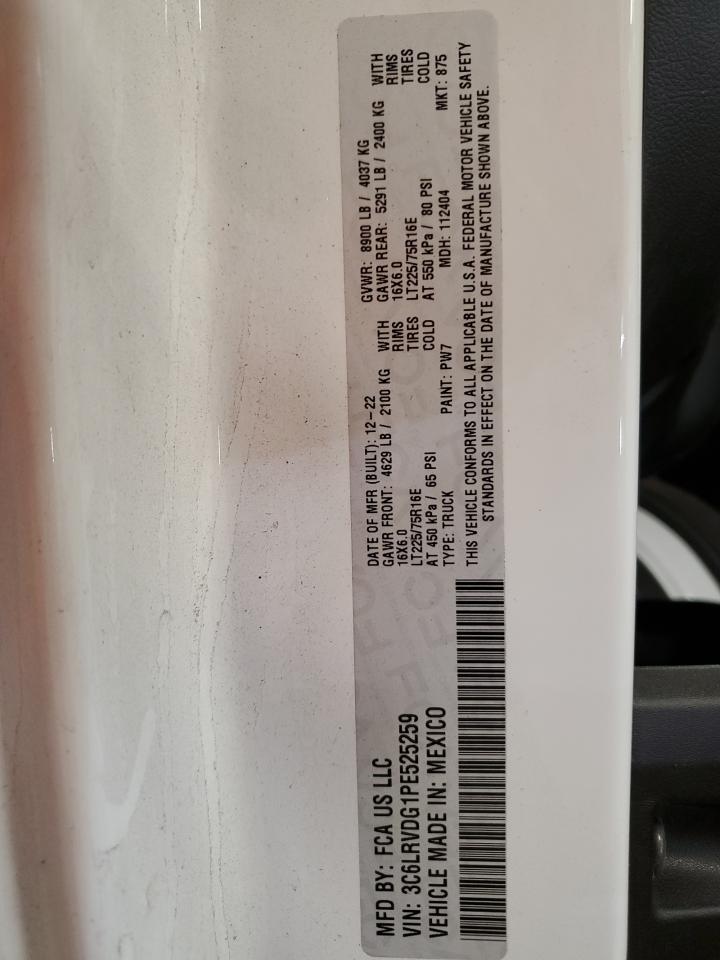 MFD BY: FCA US LLC
VIN: 3C6LRVDG1PE525259
VEHICLE MADE IN: MEXICO
DATE OF MFR (BUILT): 12-22 GVWR: 8900 LB / 4037 KG
GAWR FRONT: 4629 LB / 2100 KG WITH GAWR REAR: 5291 LB / 2400 KG WITH
16X6.0 RIMS 16X6.0 RIMS
LT225/75R16E TIRES LT225/75R16E TIRES
AT 450 kPa / 65 PSI COLD AT 550 kPa / 80 PSI COLD
TYPE: TRUCK PAINT: PW7 MDH: 112404 MKT: 875
THIS VEHICLE CONFORMS TO ALL APPLICABLE U.S.A. FEDERAL MOTOR VEHICLE SAFETY
STANDARDS IN EFFECT ON THE DATE OF MANUFACTURE SHOWN ABOVE.